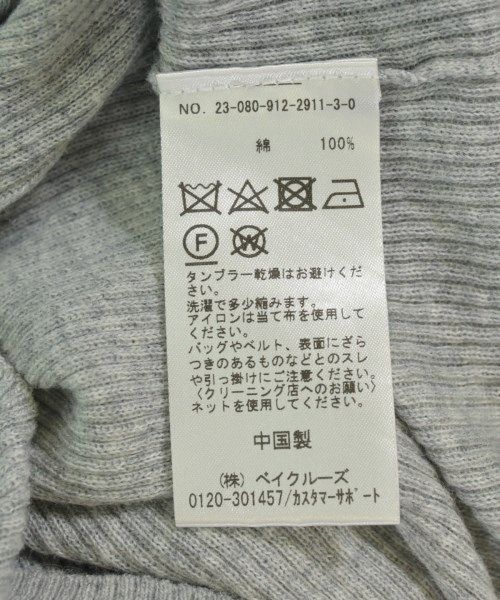 NO. 23-080-912-2911-3-0
綿 100%
F W
タンブラー乾燥はお避けくださ
い。
洗濯で多少縮みます。
アイロンは当て布を使用して
ください。
バッグやベルト、表面にざら
つきのあるものなどとのスレ
や引っ掛けにご注意ください。
〈クリーニング店へのお願い〉
ネットを使用してください。
中国製
(株) ベイクルーズ
0120-301457/カスタマーサポート